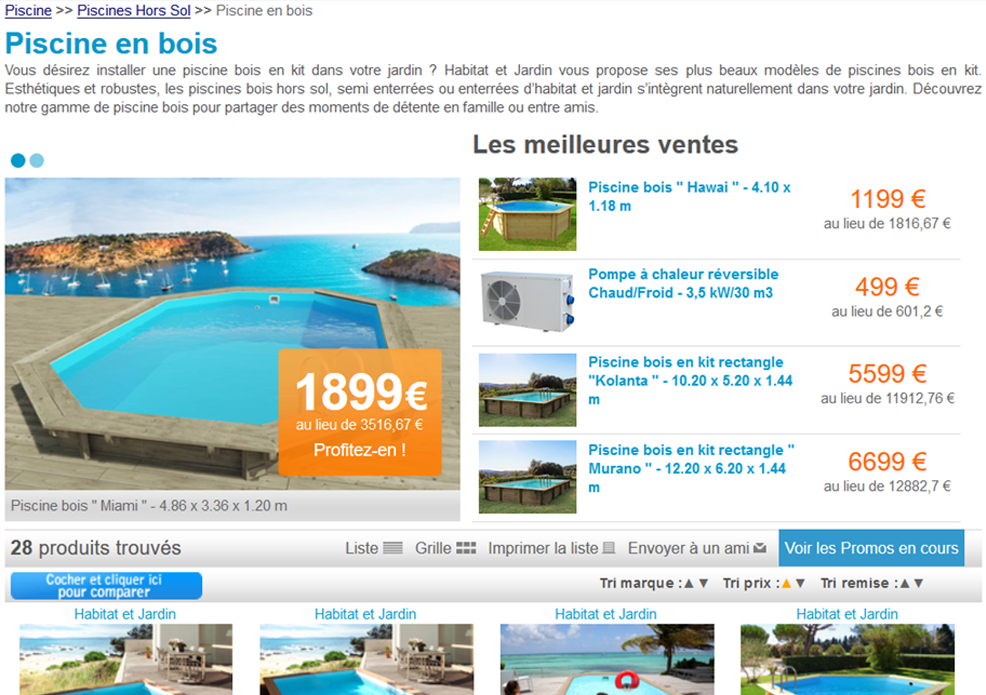 Piscine >> Piscines Hors Sol >> Piscine en bois
Piscine en bois
Vous désirez installer une piscine bois en kit dans votre jardin ? Habitat et Jardin vous propose ses plus beaux modèles de piscines bois en kit.
Esthétiques et robustes, les piscines bois hors sol, semi enterrées ou enterrées d'habitat et jardin s'intègrent naturellement dans votre jardin. Découvrez
notre gamme de piscine bois pour partager des moments de détente en famille ou entre amis.
1899€
au lieu de 3516,67 €
Profitez-en !
Piscine bois " Miami " - 4.86 x 3.36 x 1.20 m
Les meilleures ventes
Piscine bois " Hawai " - 4.10 x
1.18 m
1199 €
au lieu de 1816,67 €
Pompe à chaleur réversible
Chaud/Froid - 3,5 kW/30 m3
499 €
au lieu de 601,2 €
Piscine bois en kit rectangle
"Kolanta " - 10.20 x 5.20 x 1.44
m
5599 €
au lieu de 11912,76 €
Piscine bois en kit rectangle "
Murano " - 12.20 x 6.20 x 1.44
m
6699 €
au lieu de 12882,7 €
28 produits trouvés
Liste Grille Imprimer la liste Envoyer à un ami Voir les Promos en cours
Cocher et cliquer ici
pour comparer
Tri marque :▲▼ Tri prix :▲▼ Tri remise :▲▼
Habitat et Jardin Habitat et Jardin Habitat et Jardin Habitat et Jardin